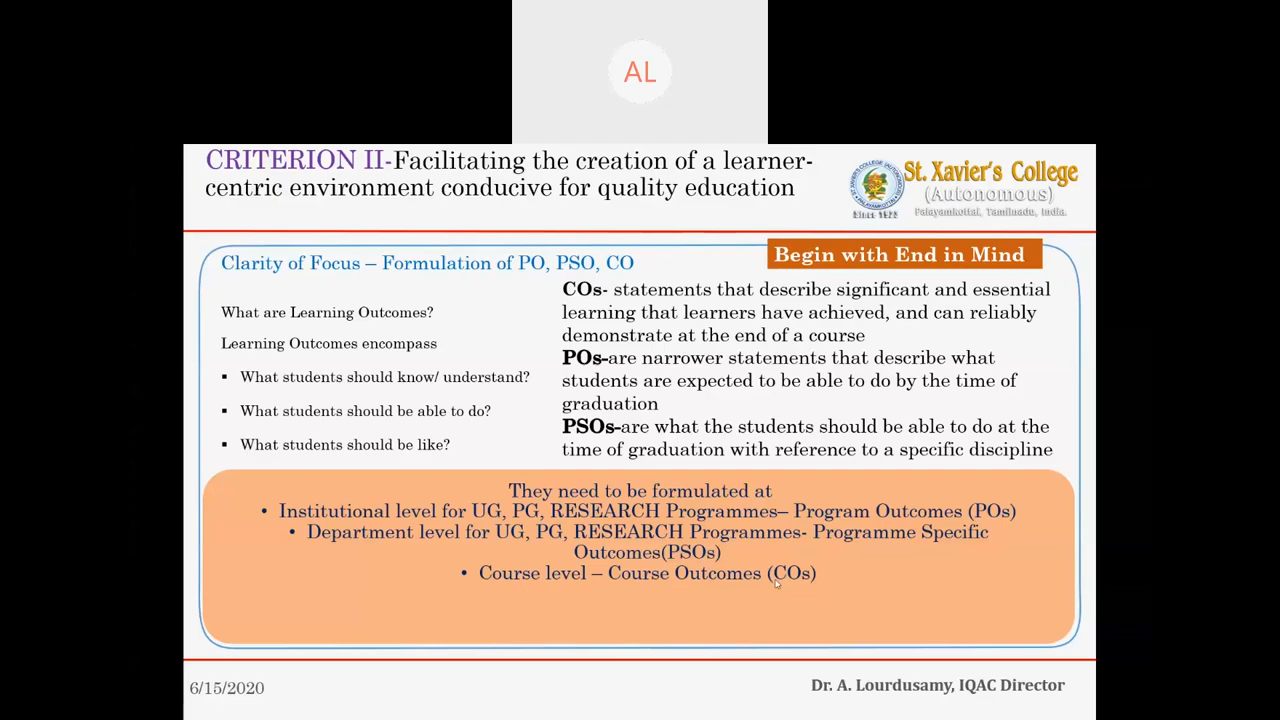 AL
CRITERION II-Facilitating the creation of a learner-
centric environment conducive for quality education
St. Xavier's College
(Autonomous)
Palayamkottai, Tamilnadu, India.
Since 1923
Begin with End in Mind
Clarity of Focus – Formulation of PO, PSO, CO
What are Learning Outcomes?
Learning Outcomes encompass
▪ What students should know/ understand?
▪ What students should be able to do?
▪ What students should be like?
COs- statements that describe significant and essential
learning that learners have achieved, and can reliably
demonstrate at the end of a course
POs-are narrower statements that describe what
students are expected to be able to do by the time of
graduation
PSOs-are what the students should be able to do at the
time of graduation with reference to a specific discipline
They need to be formulated at
• Institutional level for UG, PG, RESEARCH Programmes– Program Outcomes (POs)
• Department level for UG, PG, RESEARCH Programmes- Programme Specific
Outcomes(PSOs)
• Course level – Course Outcomes (COs)
6/15/2020
Dr. A. Lourdusamy, IQAC Director